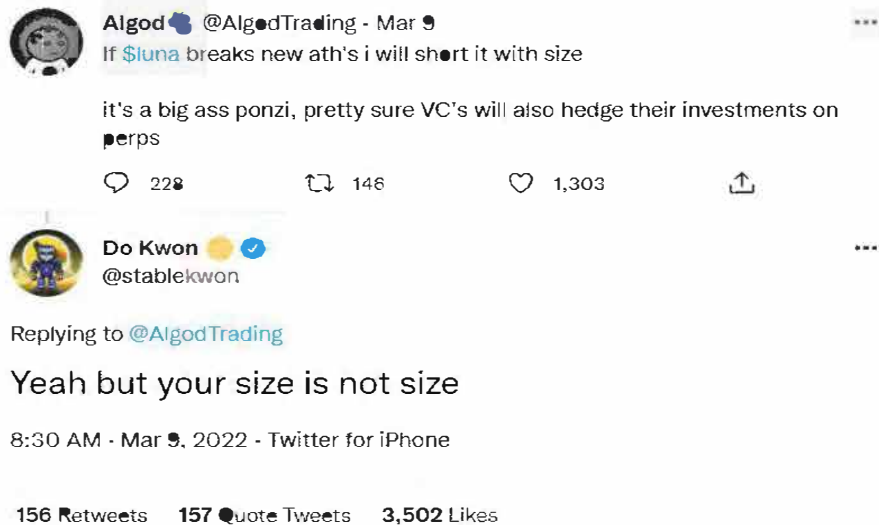 Algod @AlgodTrading - Mar 9
If $luna breaks new ath's i will short it with size
it's a big ass ponzi, pretty sure VC's will also hedge their investments on
perps
228 146 1,303
Do Kwon
@stablekwon
Replying to @AlgodTrading
Yeah but your size is not size
8:30 AM - Mar 9, 2022 - Twitter for iPhone
156 Retweets 157 Quote Tweets 3,502 Likes